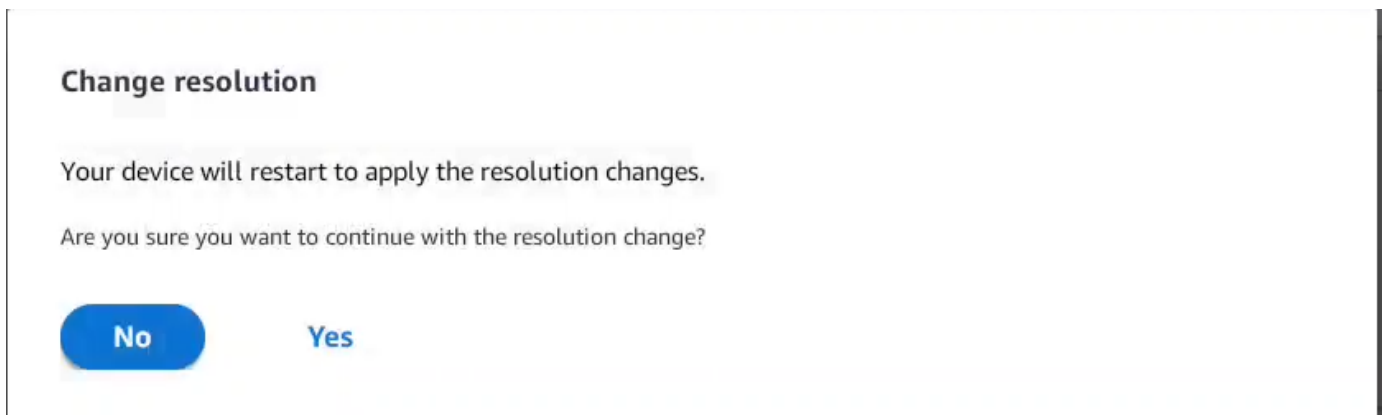 Change resolution
Your device will restart to apply the resolution changes.
Are you sure you want to continue with the resolution change?
No Yes